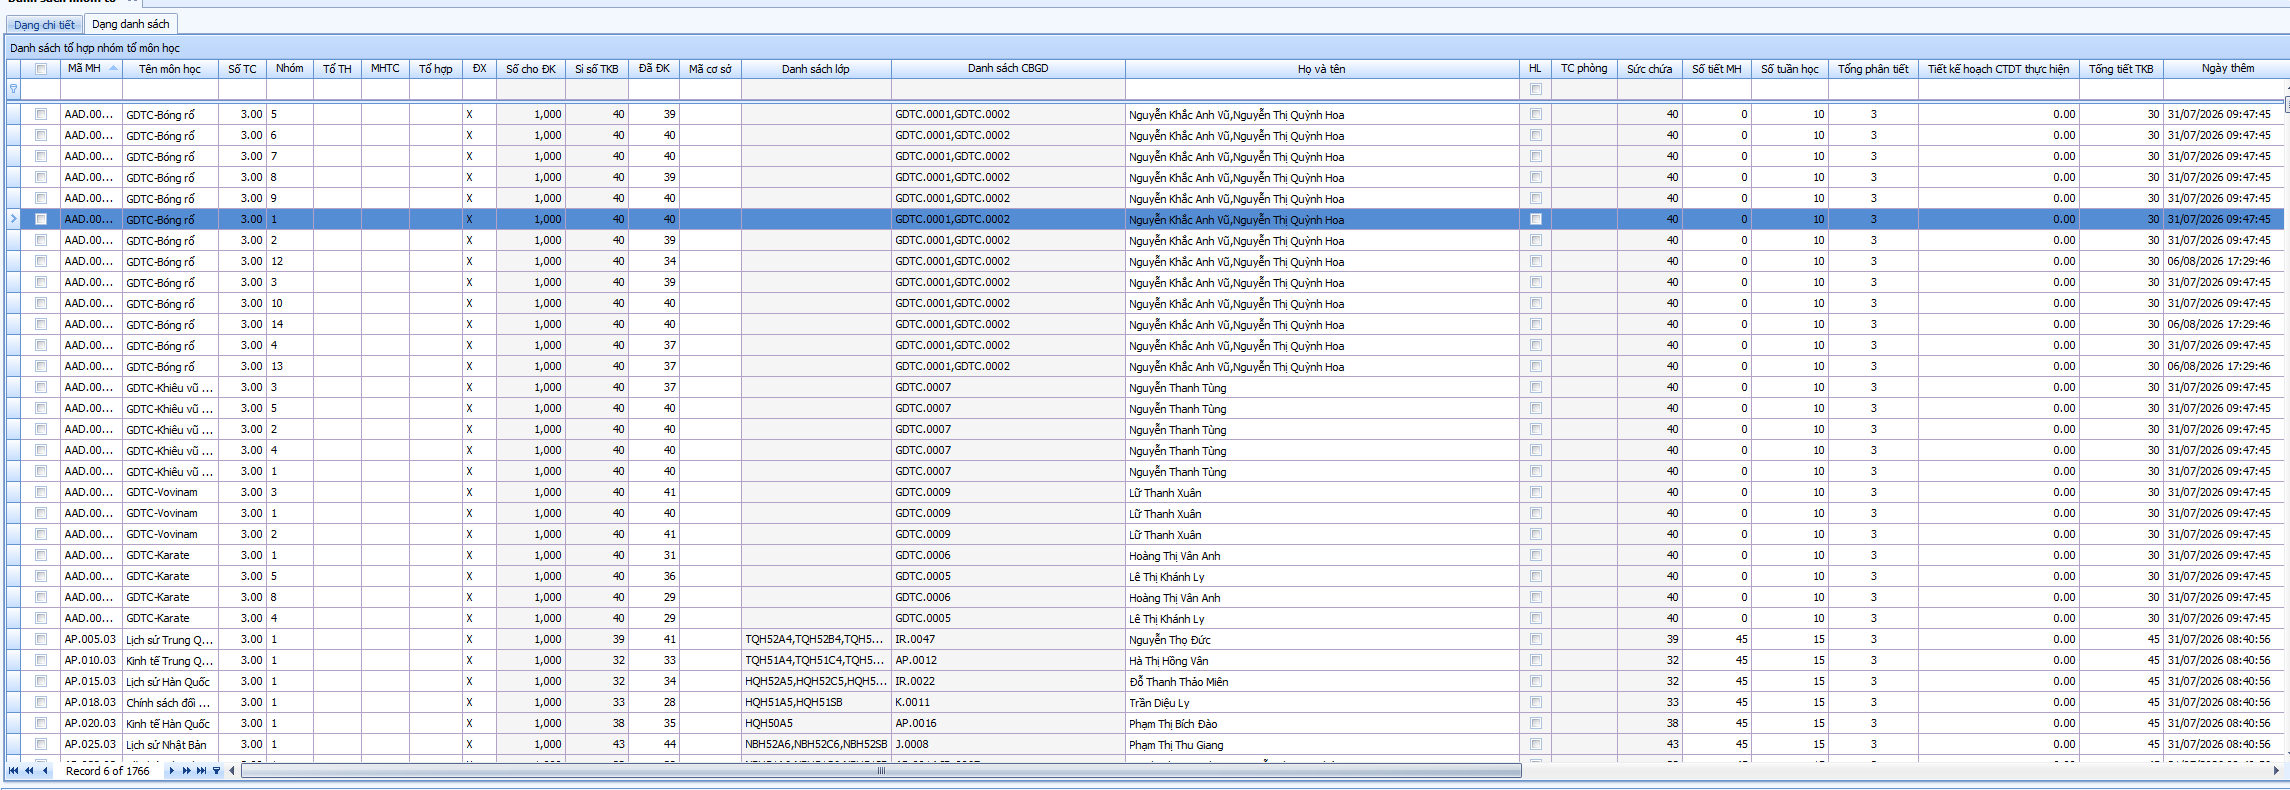 Dạng chi tiết Dạng danh sách
Danh sách tổ hợp nhóm tổ môn học
Mã MH Tên môn học Số TC Nhóm Tổ TH MHTC Tổ hợp ĐX Số cho ĐK Sỉ số TKB Đã ĐK Mã cơ sở Danh sách lớp Danh sách CBGD Họ và tên HL TC phòng Sức chứa Số tiết MH Số tuần học Tổng phân tiết Tiết kế hoạch CTDT thực hiện Tổng tiết TKB Ngày thêm
AAD.00... GDTC-Bóng rổ 3.00 5 X 1,000 40 39 GDTC.0001,GDTC.0002 Nguyễn Khắc Anh Vũ,Nguyễn Thị Quỳnh Hoa 40 0 10 3 0.00 30 31/07/2026 09:47:45
AAD.00... GDTC-Bóng rổ 3.00 6 X 1,000 40 40 GDTC.0001,GDTC.0002 Nguyễn Khắc Anh Vũ,Nguyễn Thị Quỳnh Hoa 40 0 10 3 0.00 30 31/07/2026 09:47:45
AAD.00... GDTC-Bóng rổ 3.00 7 X 1,000 40 40 GDTC.0001,GDTC.0002 Nguyễn Khắc Anh Vũ,Nguyễn Thị Quỳnh Hoa 40 0 10 3 0.00 30 31/07/2026 09:47:45
AAD.00... GDTC-Bóng rổ 3.00 8 X 1,000 40 39 GDTC.0001,GDTC.0002 Nguyễn Khắc Anh Vũ,Nguyễn Thị Quỳnh Hoa 40 0 10 3 0.00 30 31/07/2026 09:47:45
AAD.00... GDTC-Bóng rổ 3.00 9 X 1,000 40 40 GDTC.0001,GDTC.0002 Nguyễn Khắc Anh Vũ,Nguyễn Thị Quỳnh Hoa 40 0 10 3 0.00 30 31/07/2026 09:47:45
AAD.00... GDTC-Bóng rổ 3.00 1 X 1,000 40 40 GDTC.0001,GDTC.0002 Nguyễn Khắc Anh Vũ,Nguyễn Thị Quỳnh Hoa 40 0 10 3 0.00 30 31/07/2026 09:47:45
AAD.00... GDTC-Bóng rổ 3.00 2 X 1,000 40 39 GDTC.0001,GDTC.0002 Nguyễn Khắc Anh Vũ,Nguyễn Thị Quỳnh Hoa 40 0 10 3 0.00 30 31/07/2026 09:47:45
AAD.00... GDTC-Bóng rổ 3.00 12 X 1,000 40 34 GDTC.0001,GDTC.0002 Nguyễn Khắc Anh Vũ,Nguyễn Thị Quỳnh Hoa 40 0 10 3 0.00 30 06/08/2026 17:29:46
AAD.00... GDTC-Bóng rổ 3.00 3 X 1,000 40 39 GDTC.0001,GDTC.0002 Nguyễn Khắc Anh Vũ,Nguyễn Thị Quỳnh Hoa 40 0 10 3 0.00 30 31/07/2026 09:47:45
AAD.00... GDTC-Bóng rổ 3.00 10 X 1,000 40 40 GDTC.0001,GDTC.0002 Nguyễn Khắc Anh Vũ,Nguyễn Thị Quỳnh Hoa 40 0 10 3 0.00 30 31/07/2026 09:47:45
AAD.00... GDTC-Bóng rổ 3.00 14 X 1,000 40 40 GDTC.0001,GDTC.0002 Nguyễn Khắc Anh Vũ,Nguyễn Thị Quỳnh Hoa 40 0 10 3 0.00 30 06/08/2026 17:29:46
AAD.00... GDTC-Bóng rổ 3.00 4 X 1,000 40 37 GDTC.0001,GDTC.0002 Nguyễn Khắc Anh Vũ,Nguyễn Thị Quỳnh Hoa 40 0 10 3 0.00 30 31/07/2026 09:47:45
AAD.00... GDTC-Bóng rổ 3.00 13 X 1,000 40 37 GDTC.0001,GDTC.0002 Nguyễn Khắc Anh Vũ,Nguyễn Thị Quỳnh Hoa 40 0 10 3 0.00 30 06/08/2026 17:29:46
AAD.00... GDTC-Khiêu vũ ... 3.00 3 X 1,000 40 37 GDTC.0007 Nguyễn Thanh Tùng 40 0 10 3 0.00 30 31/07/2026 09:47:45
AAD.00... GDTC-Khiêu vũ ... 3.00 5 X 1,000 40 40 GDTC.0007 Nguyễn Thanh Tùng 40 0 10 3 0.00 30 31/07/2026 09:47:45
AAD.00... GDTC-Khiêu vũ ... 3.00 2 X 1,000 40 40 GDTC.0007 Nguyễn Thanh Tùng 40 0 10 3 0.00 30 31/07/2026 09:47:45
AAD.00... GDTC-Khiêu vũ ... 3.00 4 X 1,000 40 40 GDTC.0007 Nguyễn Thanh Tùng 40 0 10 3 0.00 30 31/07/2026 09:47:45
AAD.00... GDTC-Khiêu vũ ... 3.00 1 X 1,000 40 40 GDTC.0007 Nguyễn Thanh Tùng 40 0 10 3 0.00 30 31/07/2026 09:47:45
AAD.00... GDTC-Vovinam 3.00 3 X 1,000 40 41 GDTC.0009 Lữ Thanh Xuân 40 0 10 3 0.00 30 31/07/2026 09:47:45
AAD.00... GDTC-Vovinam 3.00 1 X 1,000 40 40 GDTC.0009 Lữ Thanh Xuân 40 0 10 3 0.00 30 31/07/2026 09:47:45
AAD.00... GDTC-Vovinam 3.00 2 X 1,000 40 41 GDTC.0009 Lữ Thanh Xuân 40 0 10 3 0.00 30 31/07/2026 09:47:45
AAD.00... GDTC-Karate 3.00 1 X 1,000 40 31 GDTC.0006 Hoàng Thị Vân Anh 40 0 10 3 0.00 30 31/07/2026 09:47:45
AAD.00... GDTC-Karate 3.00 5 X 1,000 40 36 GDTC.0005 Lê Thị Khánh Ly 40 0 10 3 0.00 30 31/07/2026 09:47:45
AAD.00... GDTC-Karate 3.00 8 X 1,000 40 29 GDTC.0006 Hoàng Thị Vân Anh 40 0 10 3 0.00 30 31/07/2026 09:47:45
AAD.00... GDTC-Karate 3.00 4 X 1,000 40 29 GDTC.0005 Lê Thị Khánh Ly 40 0 10 3 0.00 30 31/07/2026 09:47:45
AP.005.03 Lịch sử Trung Q... 3.00 1 X 1,000 39 41 TQH52A4,TQH52B4,TQH5... IR.0047 Nguyễn Thọ Đức 39 45 15 3 0.00 45 31/07/2026 08:40:56
AP.010.03 Kinh tế Trung Q... 3.00 1 X 1,000 32 33 TQH51A4,TQH51C4,TQH5... AP.0012 Hà Thị Hồng Vân 32 45 15 3 0.00 45 31/07/2026 08:40:56
AP.015.03 Lịch sử Hàn Quốc 3.00 1 X 1,000 32 34 HQH52A5,HQH52C5,HQH5... IR.0022 Đỗ Thanh Thảo Miên 32 45 15 3 0.00 45 31/07/2026 08:40:56
AP.018.03 Chính sách đối ... 3.00 1 X 1,000 33 28 HQH51A5,HQH51SB K.0011 Trần Diệu Ly 33 45 15 3 0.00 45 31/07/2026 08:40:56
AP.020.03 Kinh tế Hàn Quốc 3.00 1 X 1,000 38 35 HQH50A5 AP.0016 Phạm Thị Bích Đào 38 45 15 3 0.00 45 31/07/2026 08:40:56
AP.025.03 Lịch sử Nhật Bản 3.00 1 X 1,000 43 44 NBH52A6,NBH52C6,NBH52SB J.0008 Phạm Thị Thu Giang 43 45 15 3 0.00 45 31/07/2026 08:40:56
Record 6 of 1766